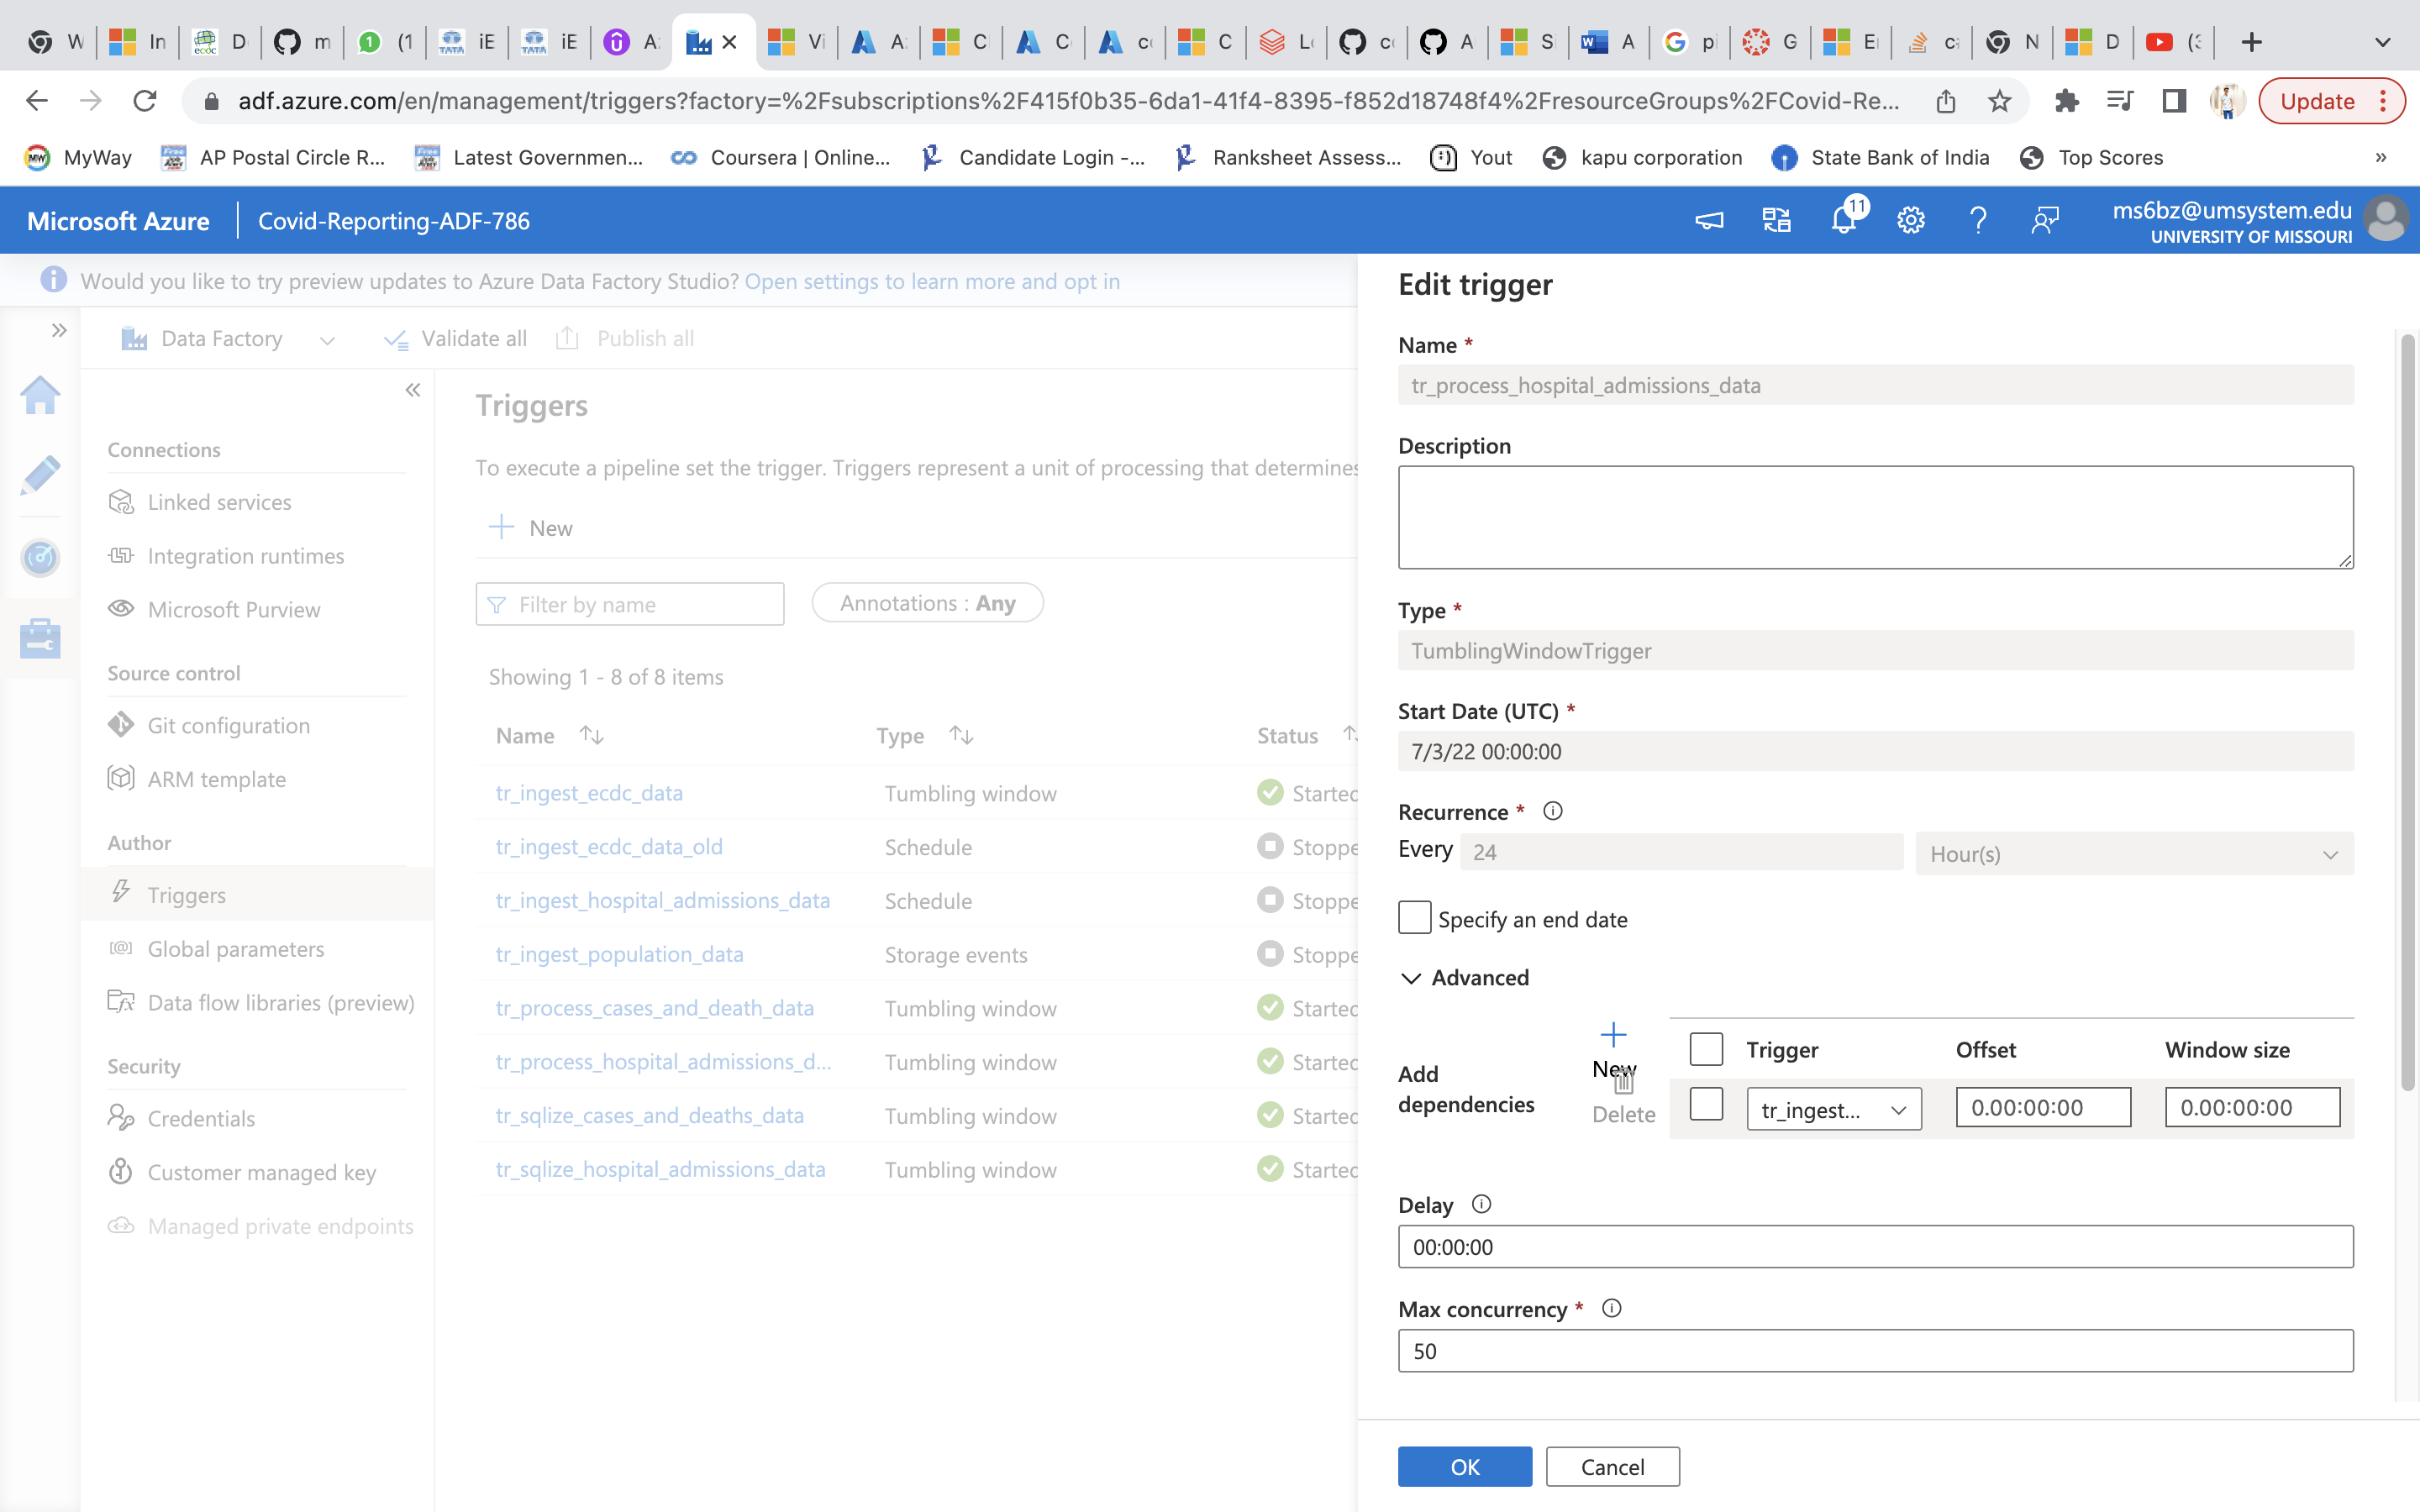 W In D m (1 iE iE A: Vi A: C C c C L c A S A p G E c N D (3
adf.azure.com/en/management/triggers?factory=%2Fsubscriptions%2F415f0b35-6da1-41f4-8395-f852d18748f4%2FresourceGroups%2FCovid-Re... Update
MyWay AP Postal Circle R... Latest Governmen... Coursera | Online... Candidate Login -... Ranksheet Assess... Yout kapu corporation State Bank of India Top Scores »
Microsoft Azure Covid-Reporting-ADF-786 11 ms6bz@umsystem.edu
UNIVERSITY OF MISSOURI
Would you like to try preview updates to Azure Data Factory Studio? Open settings to learn more and opt in
Data Factory Validate all Publish all
Connections
Linked services
Integration runtimes
Microsoft Purview
Source control
Git configuration
ARM template
Author
Triggers
Global parameters
Data flow libraries (preview)
Security
Credentials
Customer managed key
Managed private endpoints
Triggers
To execute a pipeline set the trigger. Triggers represent a unit of processing that determines
New
Filter by name Annotations : Any
Showing 1 - 8 of 8 items
Name Type Status
tr_ingest_ecdc_data Tumbling window Started
tr_ingest_ecdc_data_old Schedule Stoppe
tr_ingest_hospital_admissions_data Schedule Stoppe
tr_ingest_population_data Storage events Stoppe
tr_process_cases_and_death_data Tumbling window Started
tr_process_hospital_admissions_d... Tumbling window Started
tr_sqlize_cases_and_deaths_data Tumbling window Started
tr_sqlize_hospital_admissions_data Tumbling window Started
Edit trigger
Name *
tr_process_hospital_admissions_data
Description
Type *
TumblingWindowTrigger
Start Date (UTC) *
7/3/22 00:00:00
Recurrence *
Every 24 Hour(s)
Specify an end date
Advanced
Add dependencies
New
Delete
Trigger Offset Window size
tr_ingest... 0.00:00:00 0.00:00:00
Delay
00:00:00
Max concurrency *
50
OK Cancel